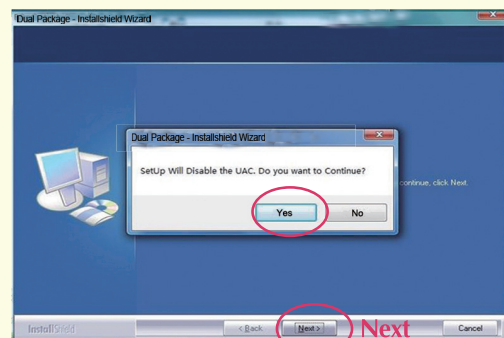 Dual Package - Installshield Wizard
Dual Package - Installshield Wizard
SetUp Will Disable the UAC. Do you want to Continue?
continue, click Next.
Yes No
InstallShield
< Back Next > Next Cancel